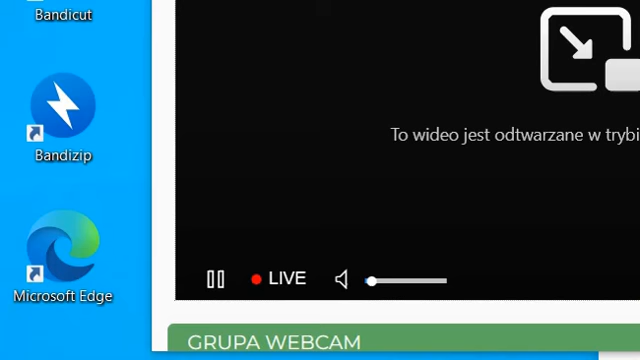 Bandicut
Bandizip
Microsoft Edge
To wideo jest odtwarzane w trybi
LIVE
GRUPA WEBCAM